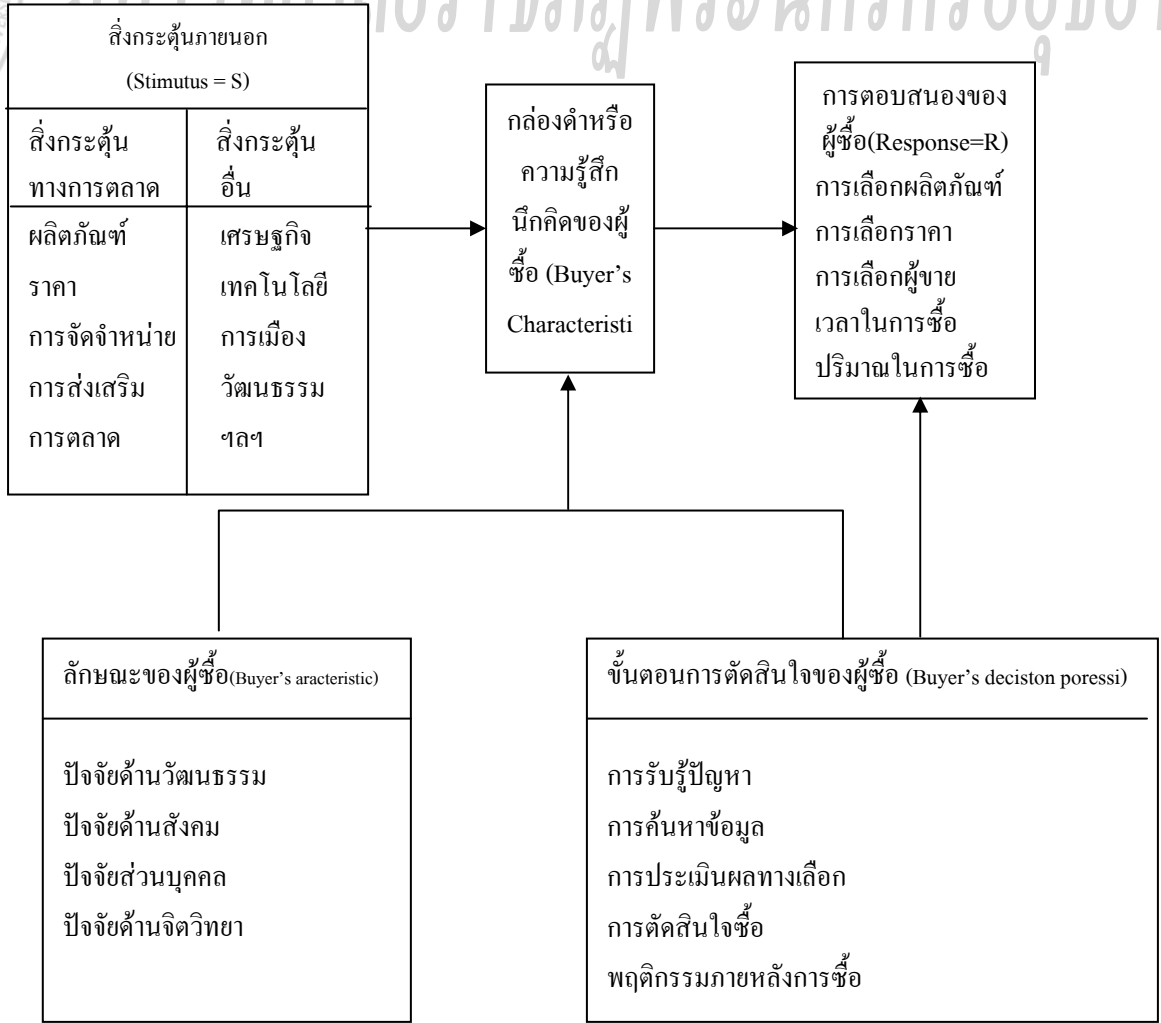 สิ่งกระตุ้นภายนอก
(Stimutus = S)
สิ่งกระตุ้น
ทางการตลาด
สิ่งกระตุ้น
อื่น
ผลิตภัณฑ์
ราคา
การจัดจำหน่าย
การส่งเสริม
การตลาด
เศรษฐกิจ
เทคโนโลยี
การเมือง
วัฒนธรรม
ฯลฯ
กล่องดำหรือ
ความรู้สึก
นึกคิดของผู้
ซื้อ (Buyer’s
Characteristi
การตอบสนองของ
ผู้ซื้อ(Response=R)
การเลือกผลิตภัณฑ์
การเลือกราคา
การเลือกผู้ขาย
เวลาในการซื้อ
ปริมาณในการซื้อ
ลักษณะของผู้ซื้อ(Buyer’s aracteristic)
ปัจจัยด้านวัฒนธรรม
ปัจจัยด้านสังคม
ปัจจัยส่วนบุคคล
ปัจจัยด้านจิตวิทยา
ขั้นตอนการตัดสินใจของผู้ซื้อ (Buyer’s deciston poressi)
การรับรู้ปัญหา
การค้นหาข้อมูล
การประเมินผลทางเลือก
การตัดสินใจซื้อ
พฤติกรรมภายหลังการซื้อ